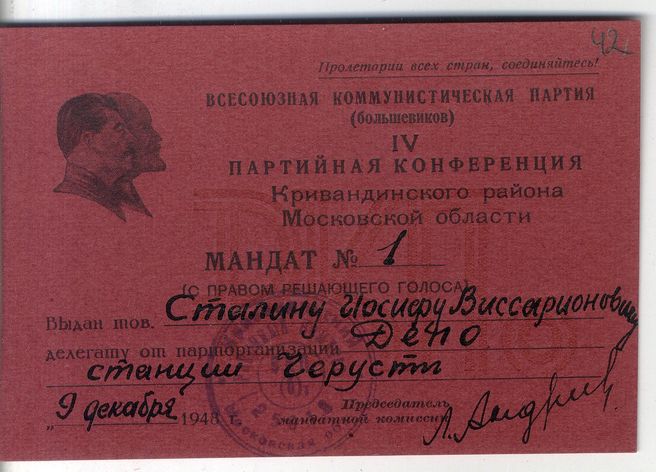 42
Пролетарии всех стран, соединяйтесь!
ВСЕСОЮЗНАЯ КОММУНИСТИЧЕСКАЯ ПАРТИЯ
(большевиков)
IV
ПАРТИЙНАЯ КОНФЕРЕНЦИЯ
Кривандинского района
Московской области
МАНДАТ № 1
(С ПРАВОМ РЕШАЮЩЕГО ГОЛОСА)
Выдан тов. Сталину Иосифу Виссарионовичу
делегату от парторганизации Депо
станции Черусти
"9 декабря 1948
Председатель
мандатной комиссии